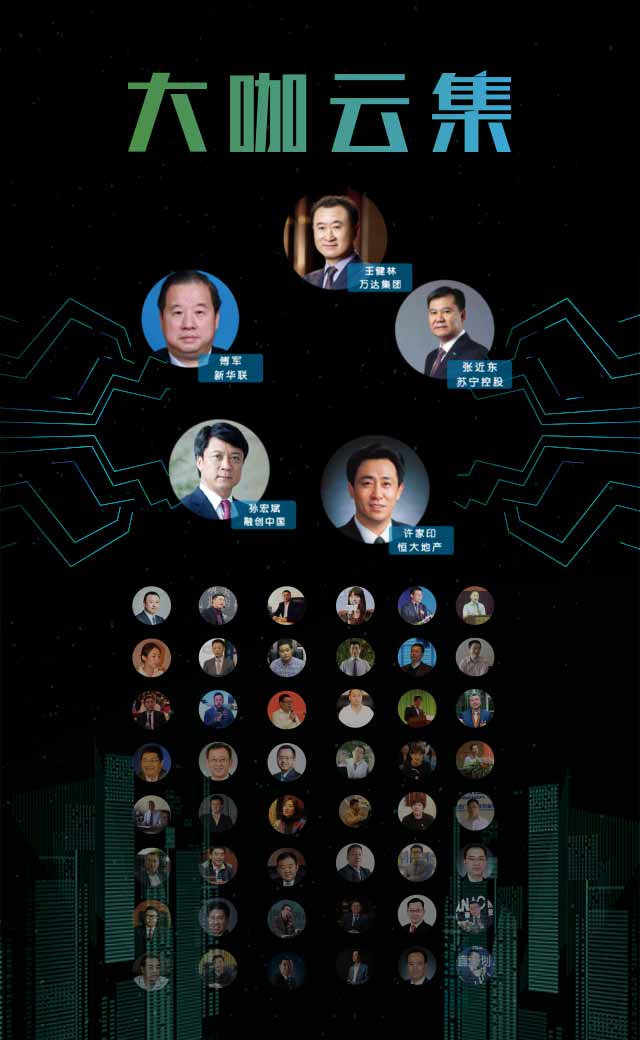 大咖云集
王健林
万达集团
傅军
新华联
张近东
苏宁控股
孙宏斌
融创中国
许家印
恒大地产